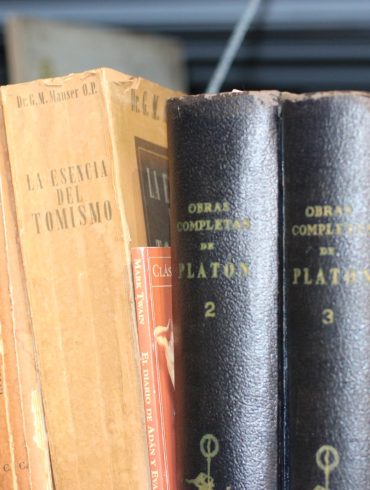 Dr. G. M. Manser O.P.
LA ESENCIA
DEL
TOMISMO
Dr. G. M.
LA E
CLÁS
MARK TWAIN
EL DIARIO DE ADÁN Y EVA
OBRAS
COMPLETAS
DE
PLATON
2
OBRAS
COMPLETAS
DE
PLATON
3